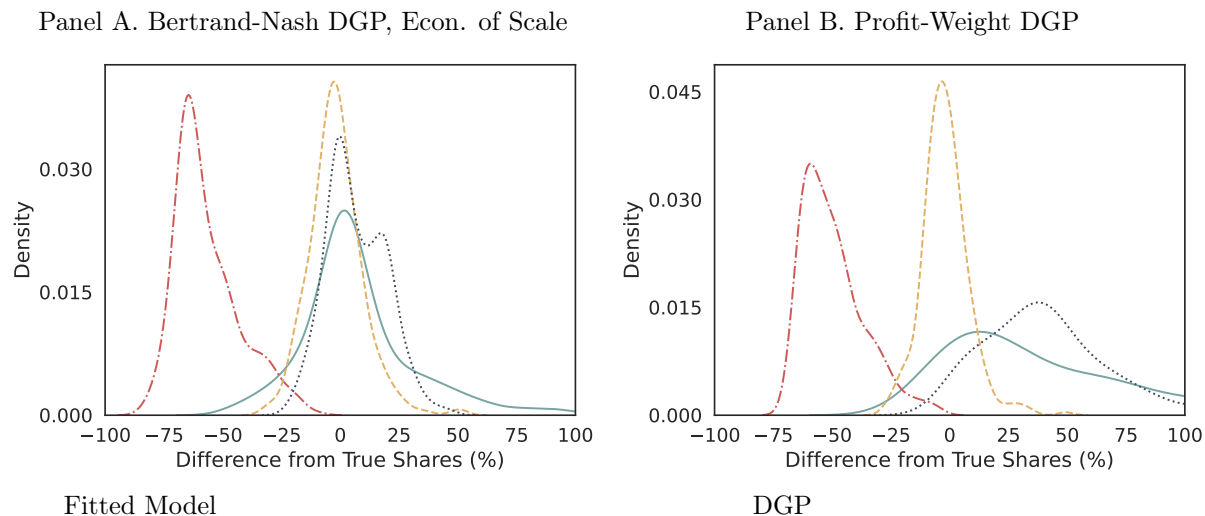 Panel A. Bertrand-Nash DGP, Econ. of Scale
Panel B. Profit-Weight DGP
Density
0.030
0.015
0.000
−100 −75 −50 −25 0 25 50 75 100
Difference from True Shares (%)
Density
0.045
0.030
0.015
0.000
−100 −75 −50 −25 0 25 50 75 100
Difference from True Shares (%)
Fitted Model
DGP